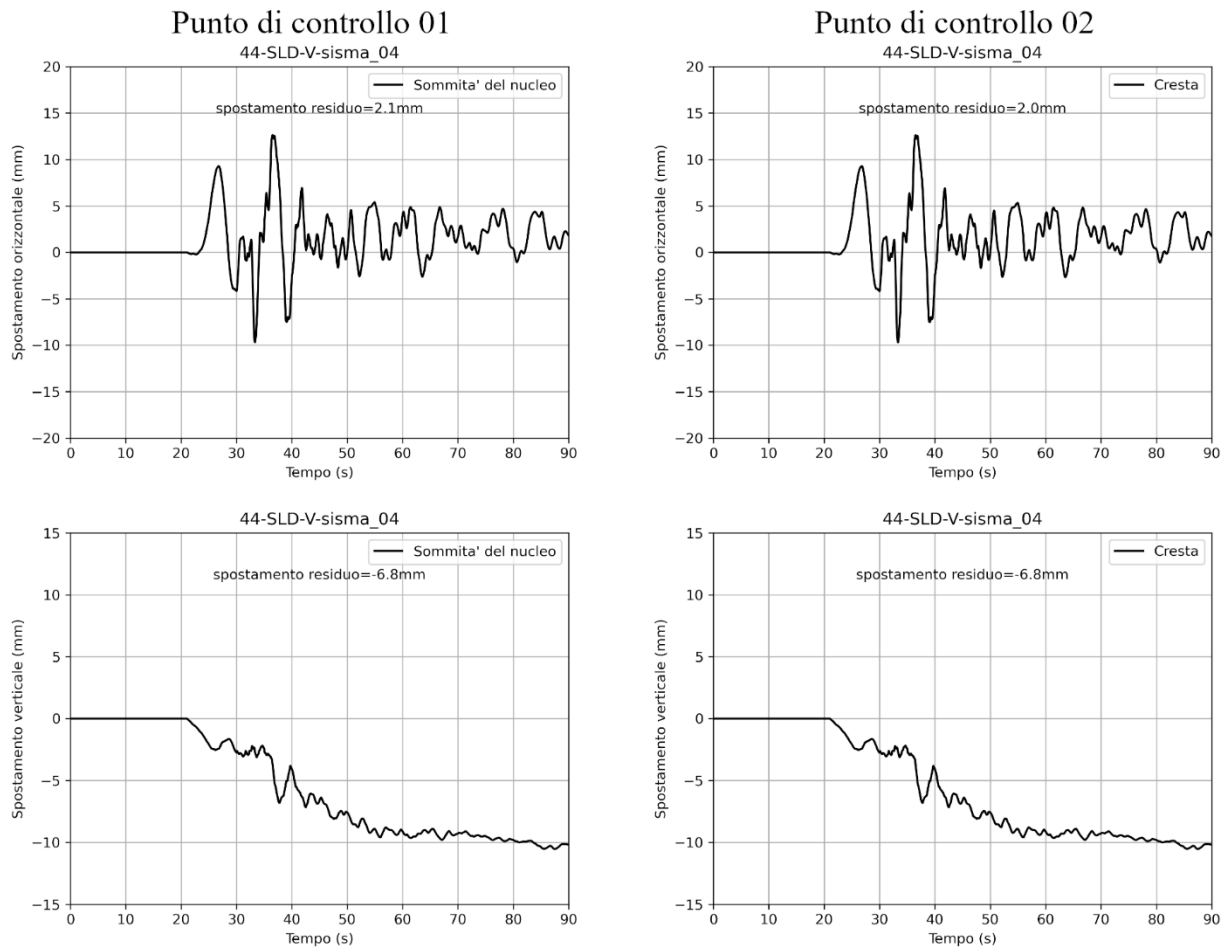 Punto di controllo 01
44-SLD-V-sisma_04
Sommita' del nucleo
spostamento residuo=2.1mm
20
15
10
5
0
−5
−10
−15
−20
Spostamento orizzontale (mm)
0 10 20 30 40 50 60 70 80 90
Tempo (s)
Punto di controllo 02
44-SLD-V-sisma_04
Cresta
spostamento residuo=2.0mm
20
15
10
5
0
−5
−10
−15
−20
Spostamento orizzontale (mm)
0 10 20 30 40 50 60 70 80 90
Tempo (s)
44-SLD-V-sisma_04
Sommita' del nucleo
spostamento residuo=-6.8mm
15
10
5
0
−5
−10
−15
Spostamento verticale (mm)
0 10 20 30 40 50 60 70 80 90
Tempo (s)
44-SLD-V-sisma_04
Cresta
spostamento residuo=-6.8mm
15
10
5
0
−5
−10
−15
Spostamento verticale (mm)
0 10 20 30 40 50 60 70 80 90
Tempo (s)